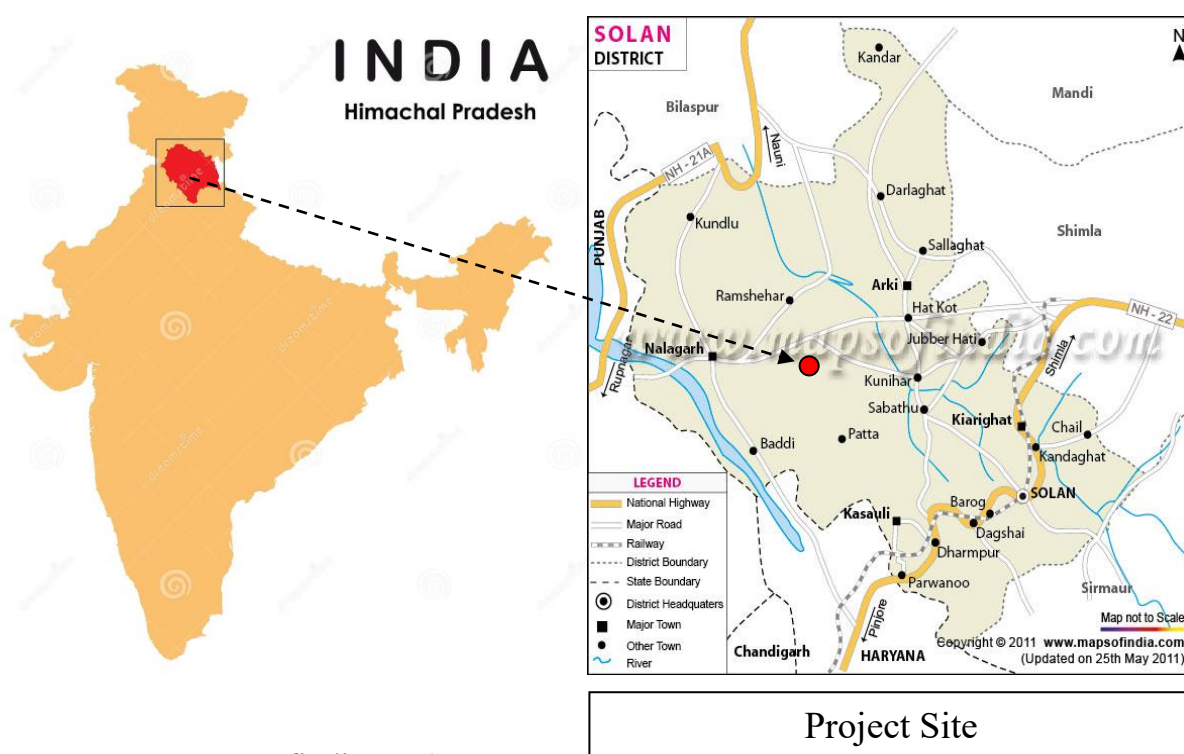 INDIA
Himachal Pradesh
SOLAN
DISTRICT
N
Kandar
Mandi
Bilaspur
Nauni
NH - 21A
Darlaghat
Kundlu
PUNJAB
Shimla
Sallaghat
Ramshehar
Arki
Hat Kot
NH - 22
www.mapsofindia.com
Jubber Hati
Nalagarh
Rupnagar
Shimla
Kunihar
Sabathu
Kiarighat
Chail
Patta
Baddi
Kandaghat
LEGEND
National Highway
Major Road
Railway
District Boundary
State Boundary
District Headquaters
Major Town
Other Town
River
SOLAN
Barog
Kasauli
Dagshai
Dharmpur
Parwanoo
Sirmaur
Pinjore
Map not to Scale
Chandigarh
HARYANA
Copyright © 2011 www.mapsofindia.com
(Updated on 25th May 2011)
Project Site